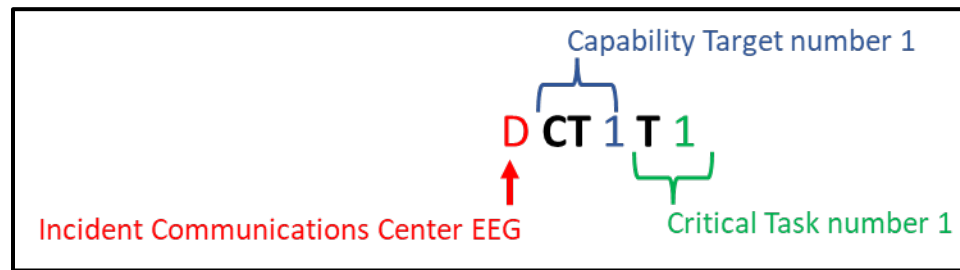 Capability Target number 1
D CT 1 T 1
Incident Communications Center EEG
Critical Task number 1